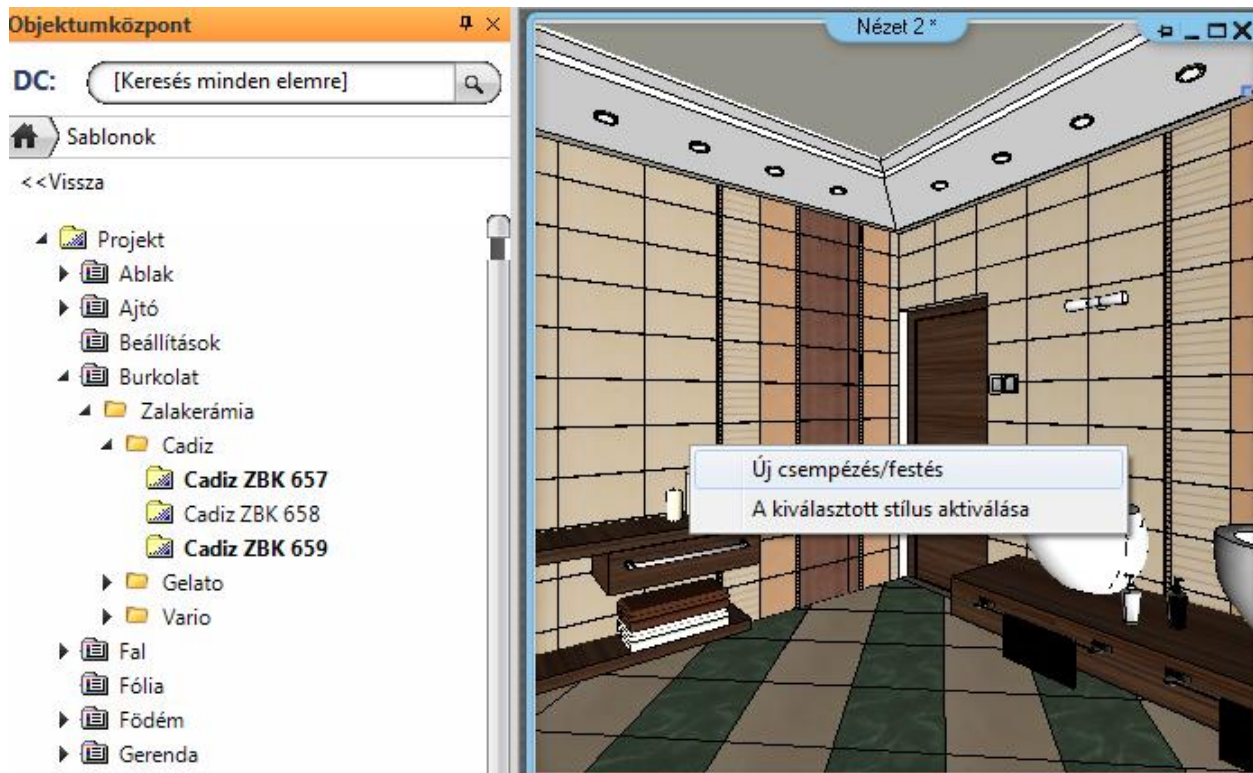 Objektumközpont
DC: [Keresés minden elemre]
Sablonok
<<Vissza
Projekt
Ablak
Ajtó
Beállítások
Burkolat
Zalakerámia
Cadiz
Cadiz ZBK 657
Cadiz ZBK 658
Cadiz ZBK 659
Gelato
Vario
Fal
Fólia
Födém
Gerenda
Nézet 2 *
Új csempézés/festés
A kiválasztott stílus aktiválása